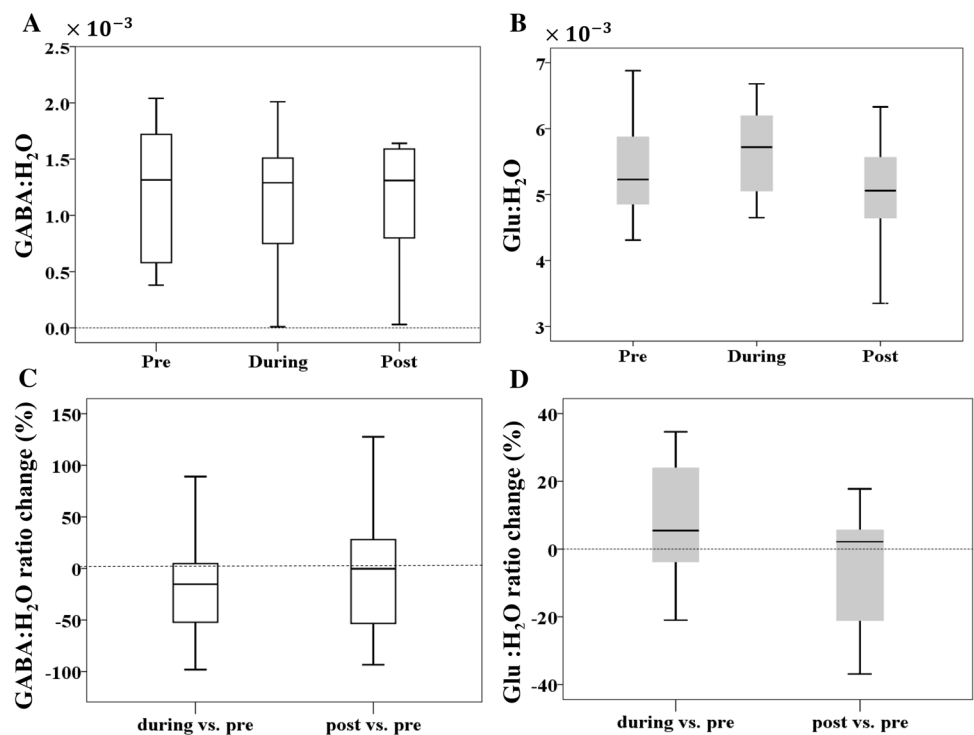 A
× 10⁻³
GABA:H₂O
2.5
2.0
1.5
1.0
0.5
0.0
Pre During Post
B
× 10⁻³
Glu:H₂O
7
6
5
4
3
Pre During Post
C
GABA:H₂O ratio change (%)
150
100
50
0
-50
-100
during vs. pre post vs. pre
D
Glu :H₂O ratio change (%)
40
20
0
-20
-40
during vs. pre post vs. pre